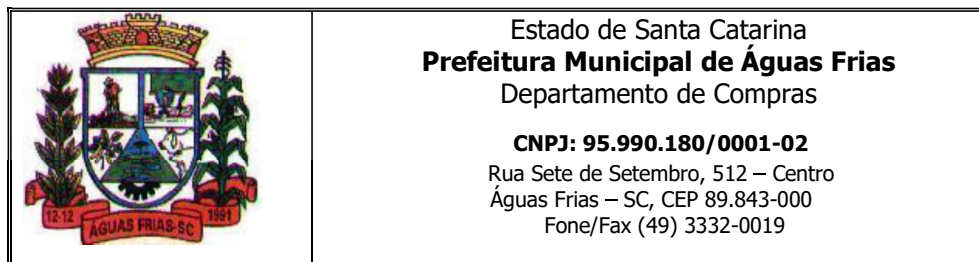 Estado de Santa Catarina
Prefeitura Municipal de Águas Frias
Departamento de Compras
CNPJ: 95.990.180/0001-02
Rua Sete de Setembro, 512 – Centro
Águas Frias – SC, CEP 89.843-000
Fone/Fax (49) 3332-0019
12-12
ÁGUAS FRIAS-SC
1991